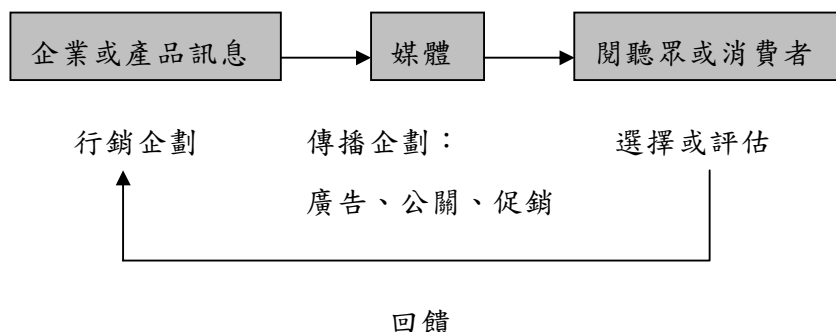 企業或產品訊息
媒體
閱聽眾或消費者
行銷企劃
傳播企劃：
選擇或評估
廣告、公關、促銷
回饋